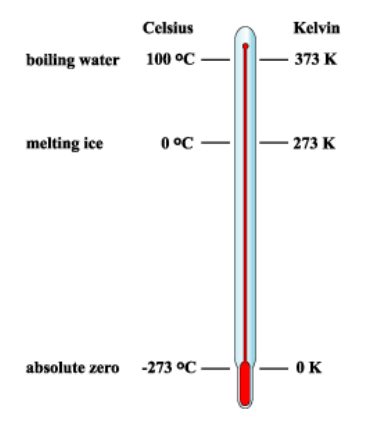 Celsius Kelvin
boiling water 100 ºC 373 K
melting ice 0 ºC 273 K
absolute zero -273 ºC 0 K